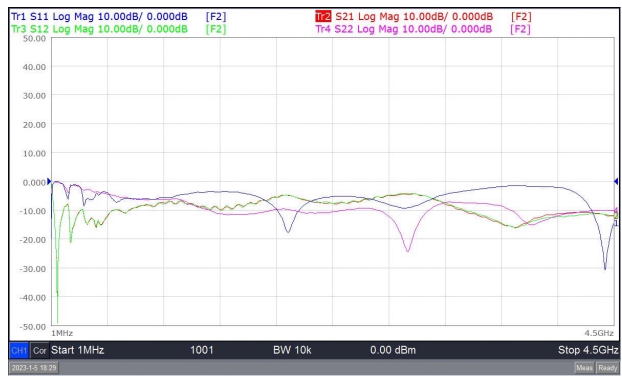 Tr1 S11 Log Mag 10.00dB/ 0.000dB [F2] Tr2 S21 Log Mag 10.00dB/ 0.000dB [F2]
Tr3 S12 Log Mag 10.00dB/ 0.000dB [F2] Tr4 S22 Log Mag 10.00dB/ 0.000dB [F2]
50.00
40.00
30.00
20.00
10.00
0.000
-10.00
-20.00
-30.00
-40.00
-50.00
1MHz 4.5GHz
CH1 Cor Start 1MHz 1001 BW 10k 0.00 dBm Stop 4.5GHz
2023-1-5 18:29 Meas Ready